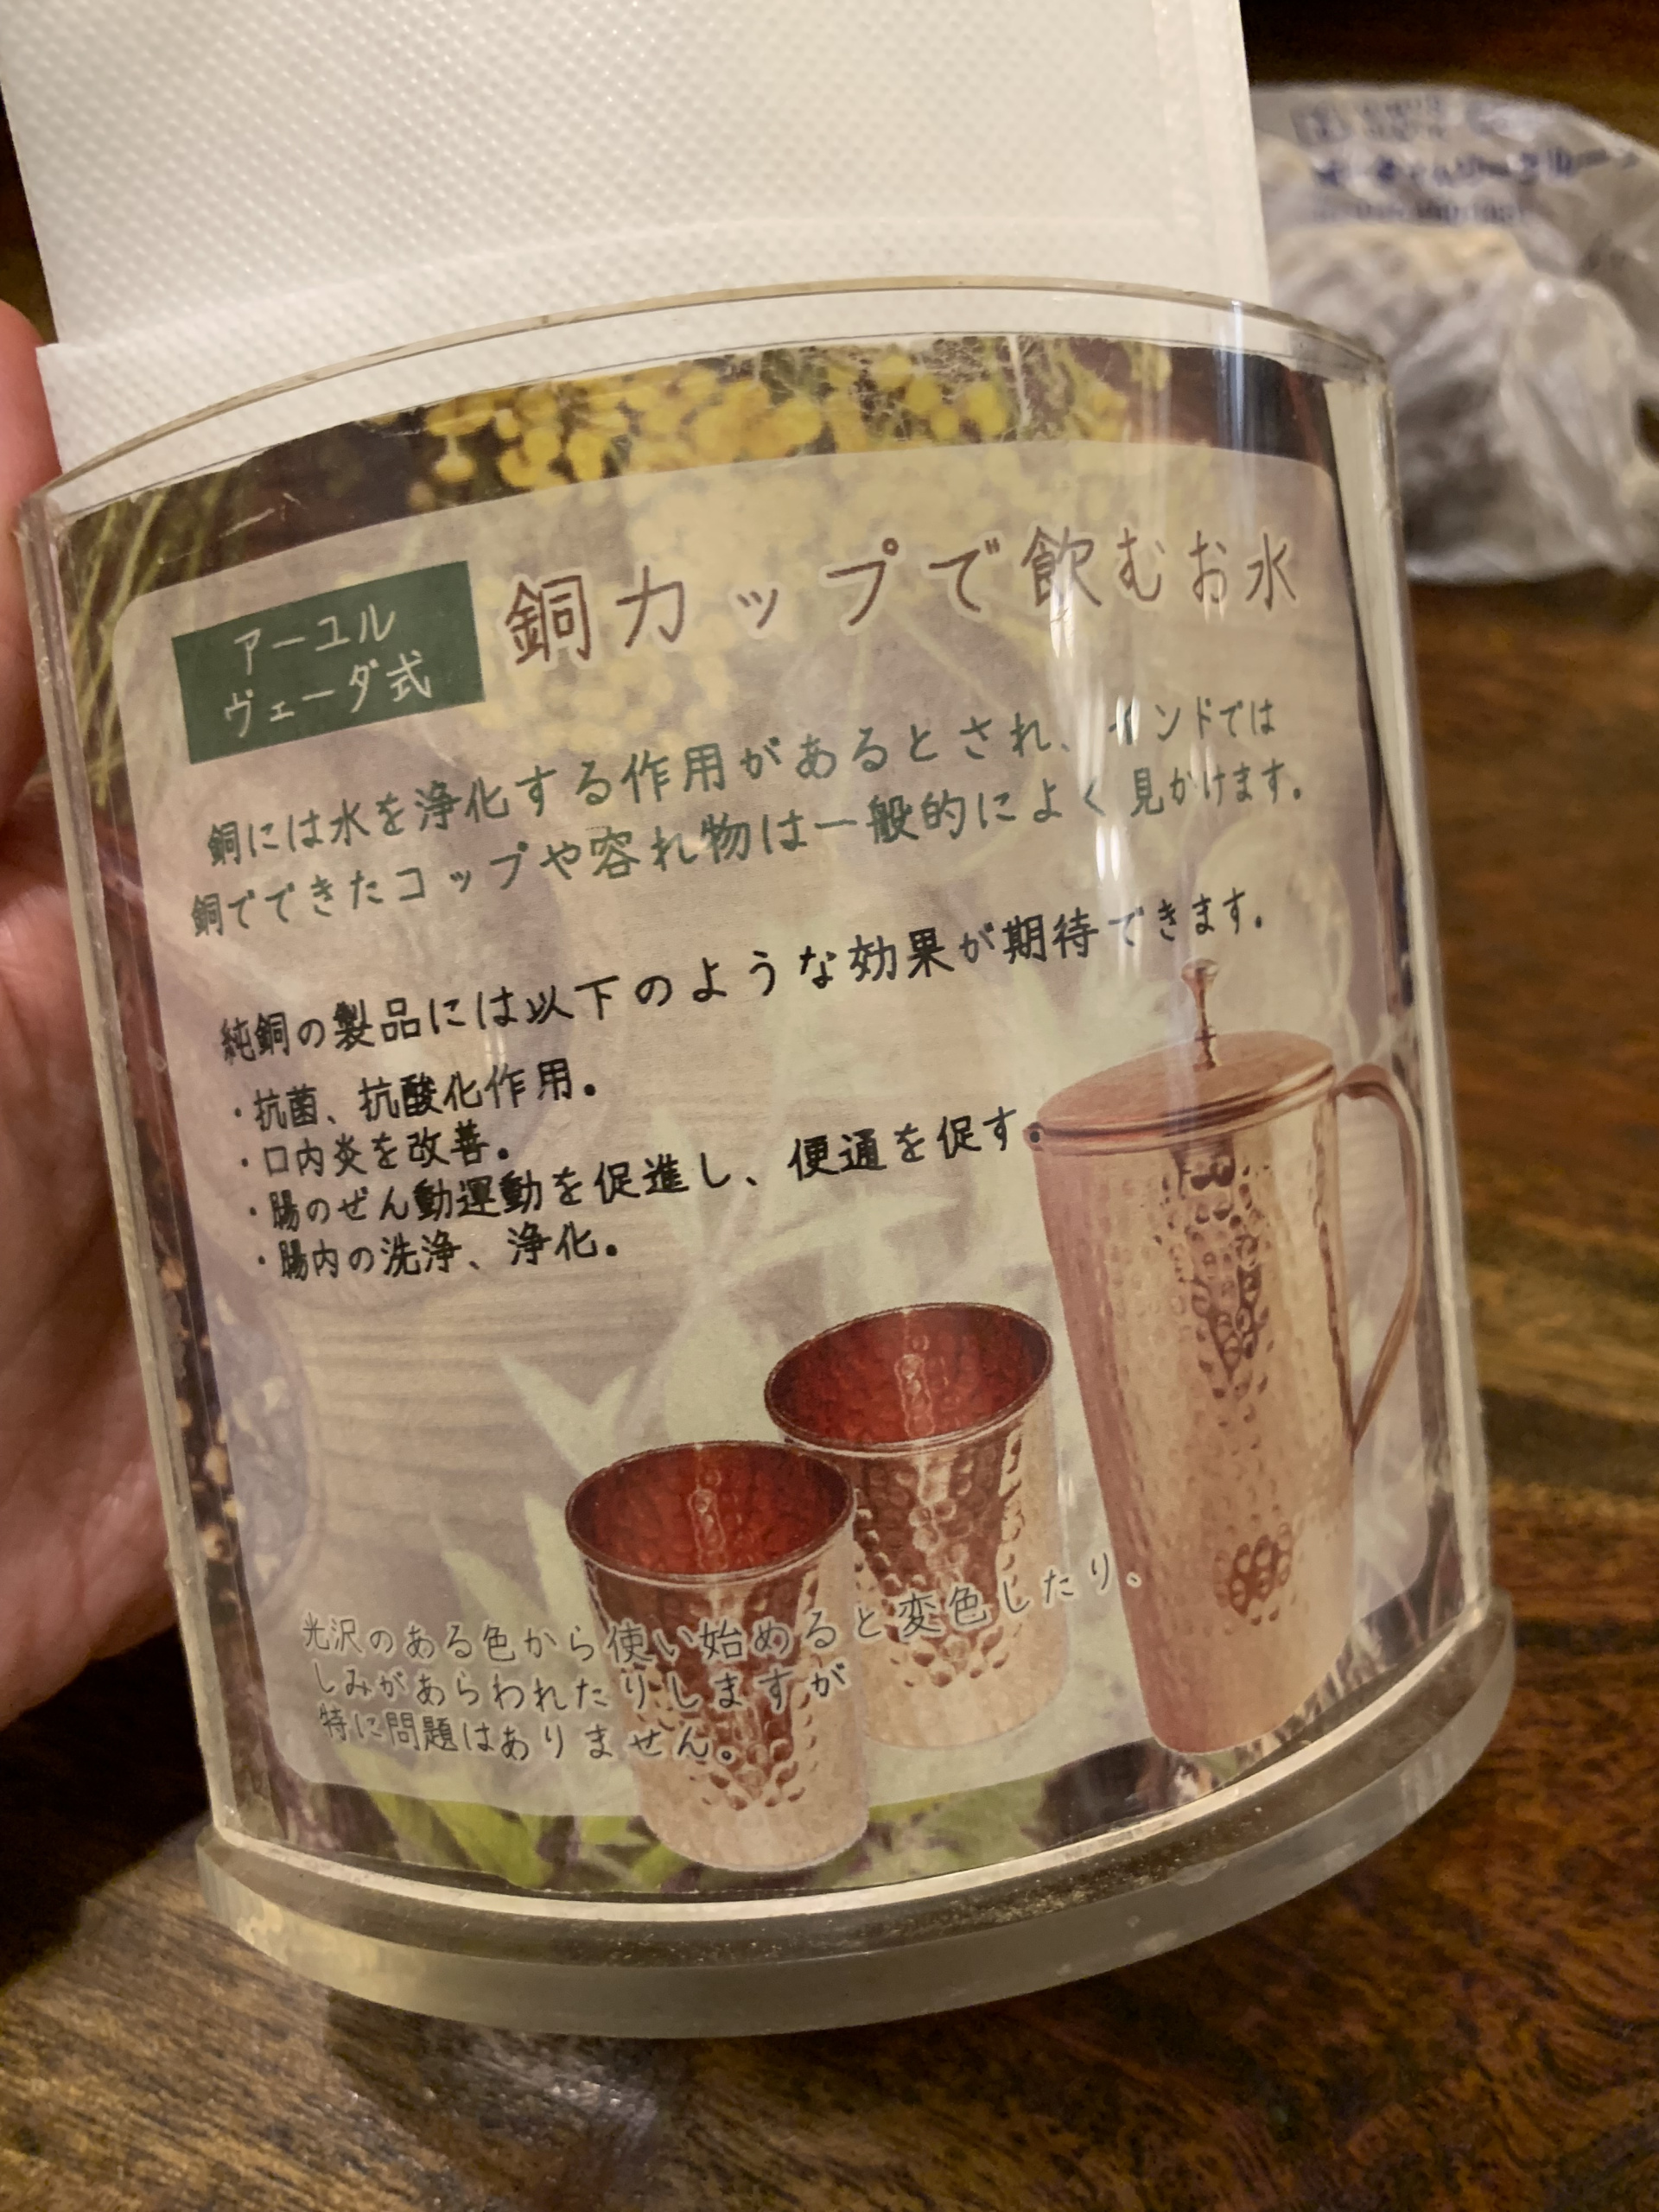 アーユル
ヴェーダ式
銅カップで飲むお水
銅には水を浄化する作用があるとされ、インドでは
銅でできたコップや容れ物は一般的によく見かけます。
純銅の製品には以下のような効果が期待できます。
・抗菌、抗酸化作用。
・口内炎を改善。
・腸のぜん動運動を促進し、便通を促す。
・腸内の洗浄、浄化。
光沢のある色から使い始めると変色したり、
しみがあらわれたりしますが
特に問題はありません。